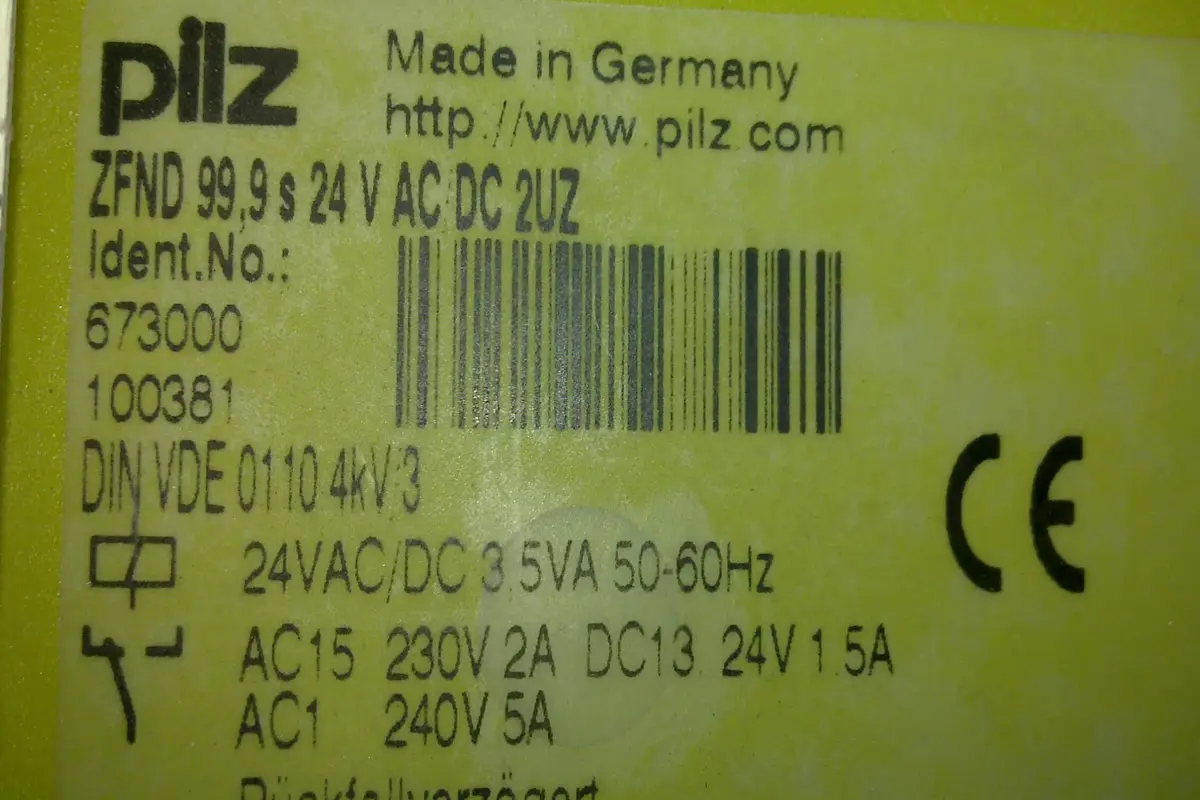 pilz
Made in Germany
http://www.pilz.com
ZFND 99,9 s 24 V AC/DC 2UZ
Ident.No.:
673000
100381
DIN VDE 0110 4kV/3
CE
24VAC/DC 3.5VA 50-60Hz
AC15 230V 2A DC13 24V 1.5A
AC1 240V 5A
Rückfallverzögert